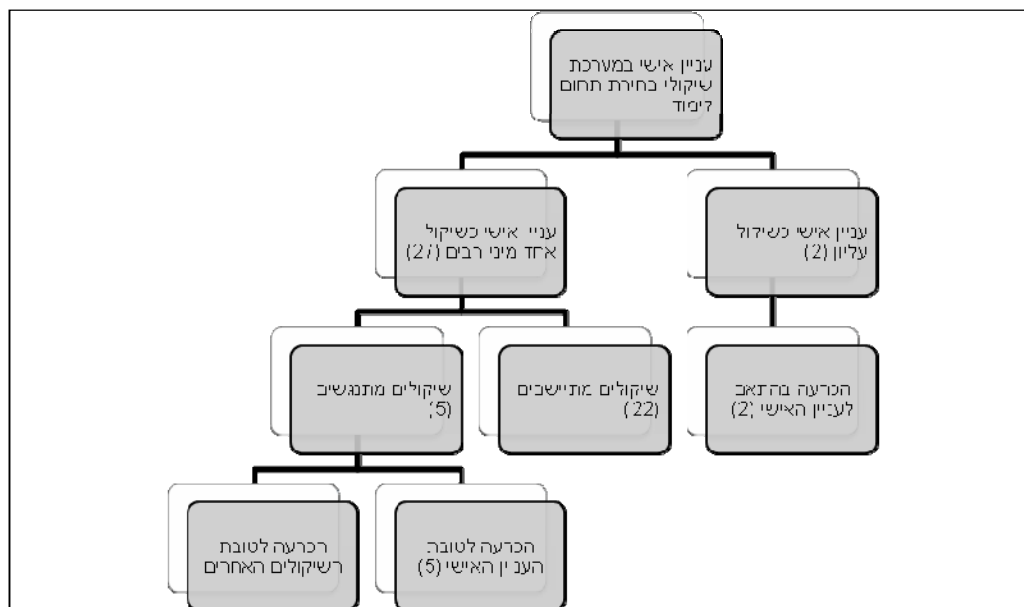 עניין אישי במערכת
שיקולי בחירת תחום
לימוד
עניין אישי כשיקול
עליון (2)
עניין אישי כשיקול
אחד מיני רבים (27)
הכרעה בהתאם
לעניין האישי (2)
שיקולים מתיישבים
(22)
שיקולים מתנגשים
(5)
הכרעה לטובת
העניין האישי (5)
הכרעה לטובת
השיקולים האחרים